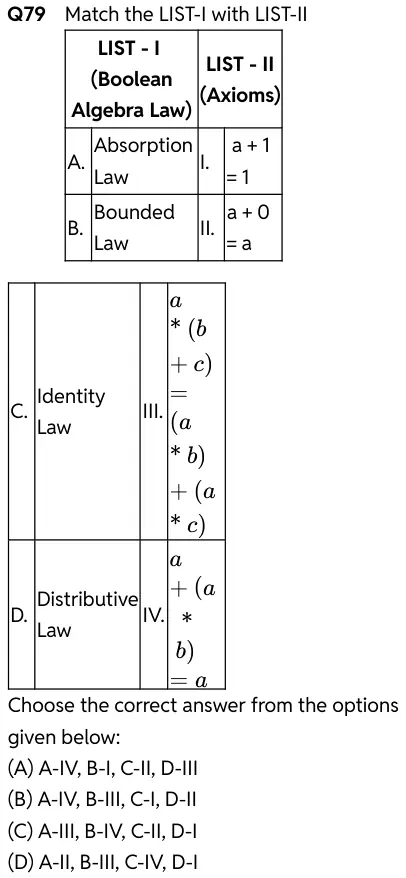 Q79 Match the LIST-I with LIST-II
LIST - I
(Boolean
Algebra Law)
LIST - II
(Axioms)
A.
Absorption
Law
I.
a + 1
= 1
B.
Bounded
Law
II.
a + 0
= a
C.
Identity
Law
III.
a
* (b
+ c)
=
(a
* b)
+ (a
* c)
D.
Distributive
Law
IV.
a
+ (a
*
b)
= a
Choose the correct answer from the options
given below:
(A) A-IV, B-I, C-II, D-III
(B) A-IV, B-III, C-I, D-II
(C) A-III, B-IV, C-II, D-I
(D) A-II, B-III, C-IV, D-I